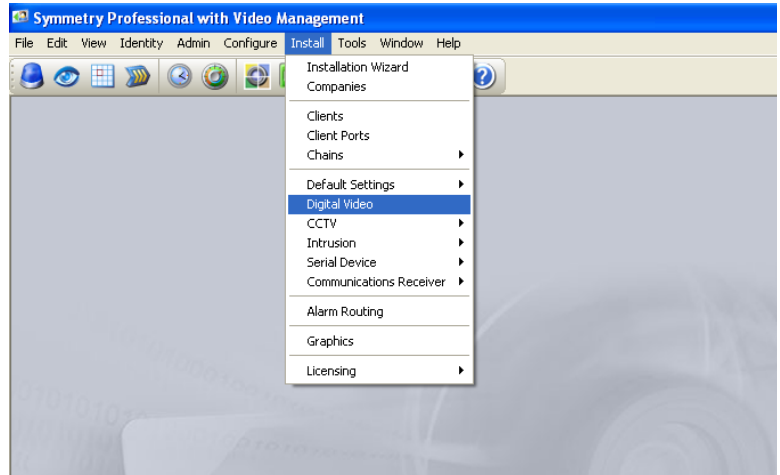 Symmetry Professional with Video Management
File Edit View Identity Admin Configure Install Tools Window Help
Installation Wizard
Companies
Clients
Client Ports
Chains
Default Settings
Digital Video
CCTV
Intrusion
Serial Device
Communications Receiver
Alarm Routing
Graphics
Licensing